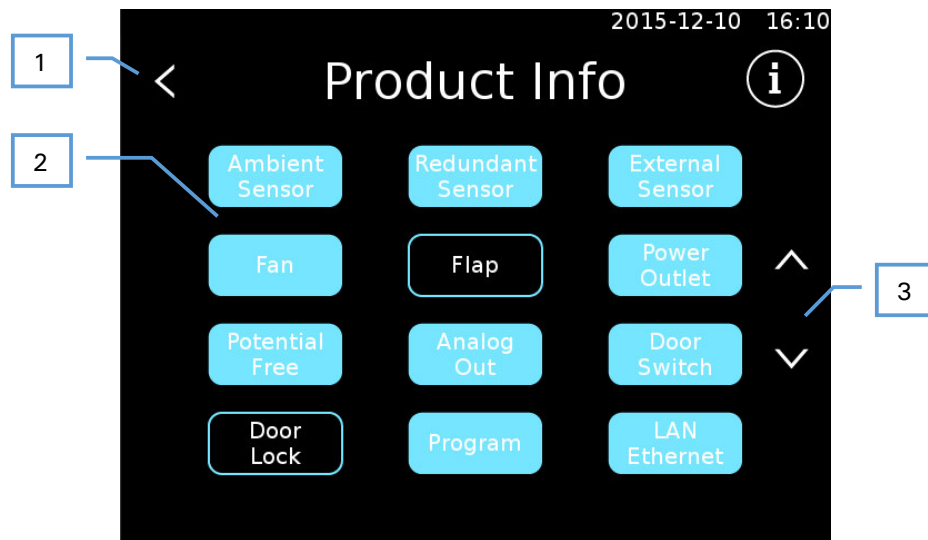 2015-12-10 16:10
1
<
Product Info
i
2
Ambient
Sensor
Redundant
Sensor
External
Sensor
Fan
Flap
Power
Outlet
3
Potential
Free
Analog
Out
Door
Switch
Door
Lock
Program
LAN
Ethernet